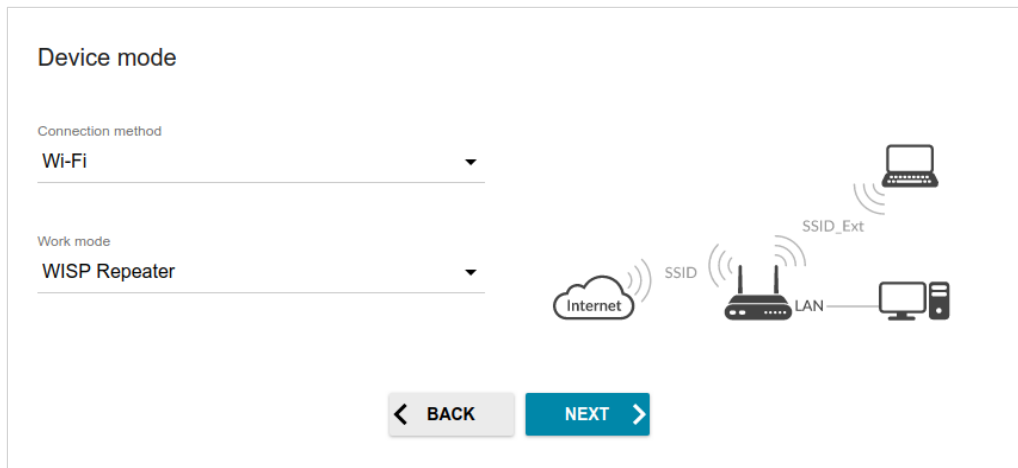 Device mode
Connection method
Wi-Fi
Work mode
WISP Repeater
SSID_Ext
SSID
Internet
LAN
BACK
NEXT